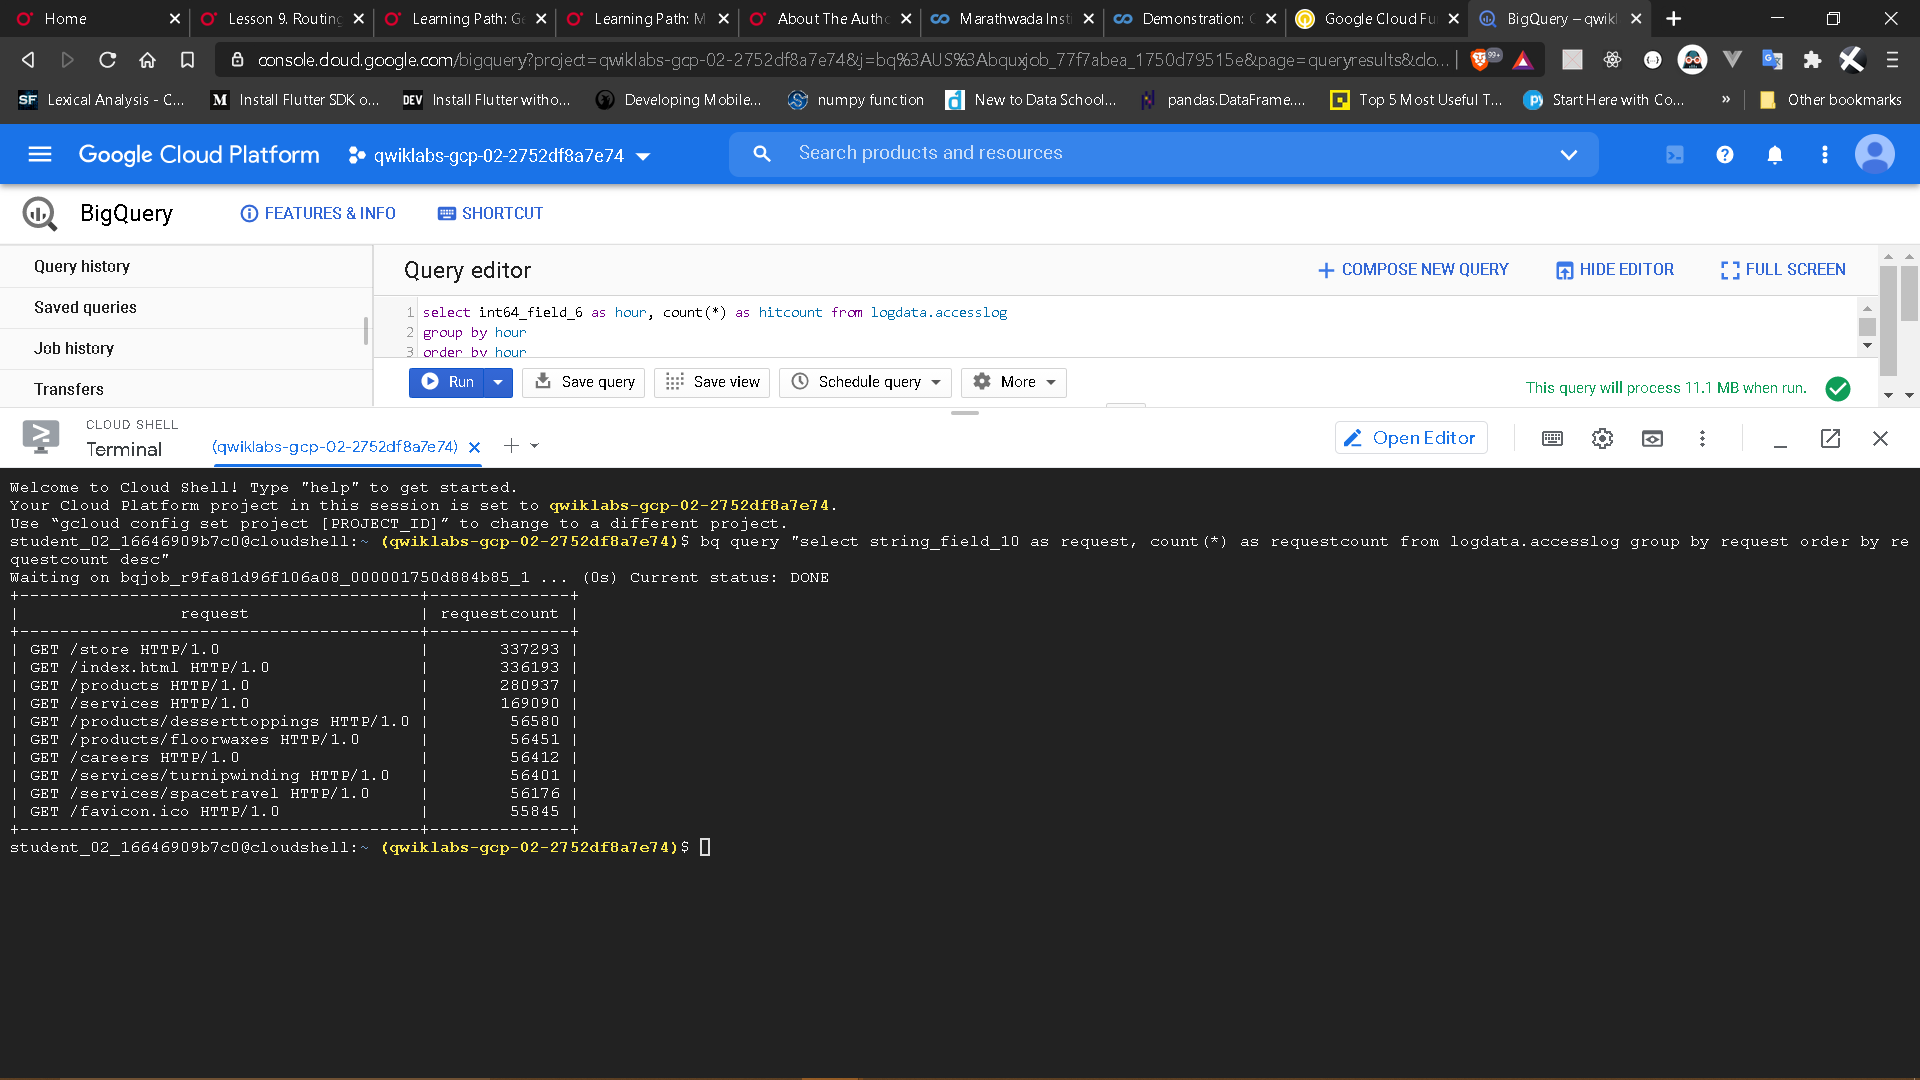 Home
Lesson 9. Routing
Learning Path: Ge
Learning Path: M
About The Autho
Marathwada Insti
Demonstration: C
Google Cloud Fu
BigQuery – qwikl
console.cloud.google.com/bigquery?project=qwiklabs-gcp-02-2752df8a7e74&j=bq%3AUS%3Abquxjob_77f7abea_1750d79515e&page=queryresults&clo...
99+
SF Lexical Analysis - C...
M Install Flutter SDK o...
DEV Install Flutter witho...
Developing Mobile...
numpy function
d New to Data School...
pandas.DataFrame....
Top 5 Most Useful T...
Start Here with Co...
»
Other bookmarks
Google Cloud Platform
qwiklabs-gcp-02-2752df8a7e74
Search products and resources
BigQuery
FEATURES & INFO
SHORTCUT
Query history
Saved queries
Job history
Transfers
Query editor
COMPOSE NEW QUERY
HIDE EDITOR
FULL SCREEN
1 select int64_field_6 as hour, count(*) as hitcount from logdata.accesslog
2 group by hour
3 order by hour
Run
Save query
Save view
Schedule query
More
This query will process 11.1 MB when run.
CLOUD SHELL
Terminal
(qwiklabs-gcp-02-2752df8a7e74)
Open Editor
Welcome to Cloud Shell! Type "help" to get started.
Your Cloud Platform project in this session is set to qwiklabs-gcp-02-2752df8a7e74.
Use “gcloud config set project [PROJECT_ID]” to change to a different project.
student_02_16646909b7c0@cloudshell:~ (qwiklabs-gcp-02-2752df8a7e74)$ bq query "select string_field_10 as request, count(*) as requestcount from logdata.accesslog group by request order by re
questcount desc"
Waiting on bqjob_r9fa81d96f106a08_000001750d884b85_1 ... (0s) Current status: DONE
+----------------------------------------+--------------+
| request | requestcount |
+----------------------------------------+--------------+
| GET /store HTTP/1.0 | 337293 |
| GET /index.html HTTP/1.0 | 336193 |
| GET /products HTTP/1.0 | 280937 |
| GET /services HTTP/1.0 | 169090 |
| GET /products/desserttoppings HTTP/1.0 | 56580 |
| GET /products/floorwaxes HTTP/1.0 | 56451 |
| GET /careers HTTP/1.0 | 56412 |
| GET /services/turnipwinding HTTP/1.0 | 56401 |
| GET /services/spacetravel HTTP/1.0 | 56176 |
| GET /favicon.ico HTTP/1.0 | 55845 |
+----------------------------------------+--------------+
student_02_16646909b7c0@cloudshell:~ (qwiklabs-gcp-02-2752df8a7e74)$